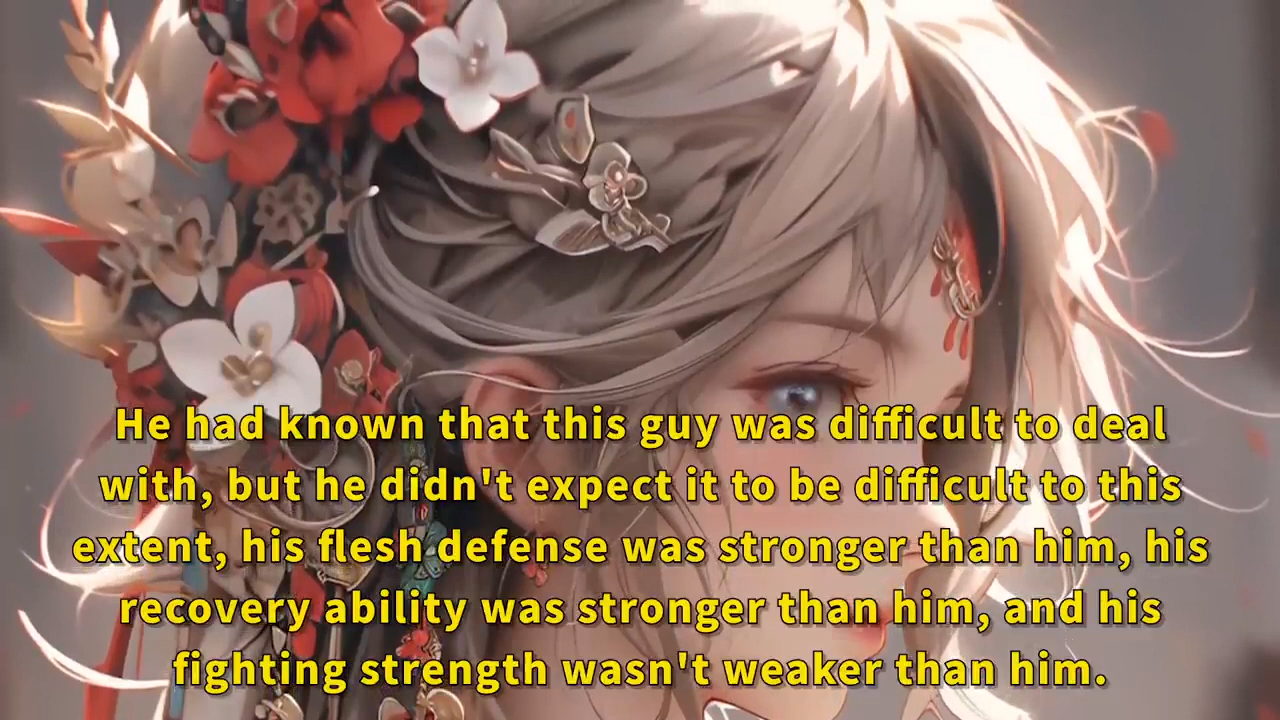 He had known that this guy was difficult to deal
with, but he didn't expect it to be difficult to this
extent, his flesh defense was stronger than him, his
recovery ability was stronger than him, and his
fighting strength wasn't weaker than him.